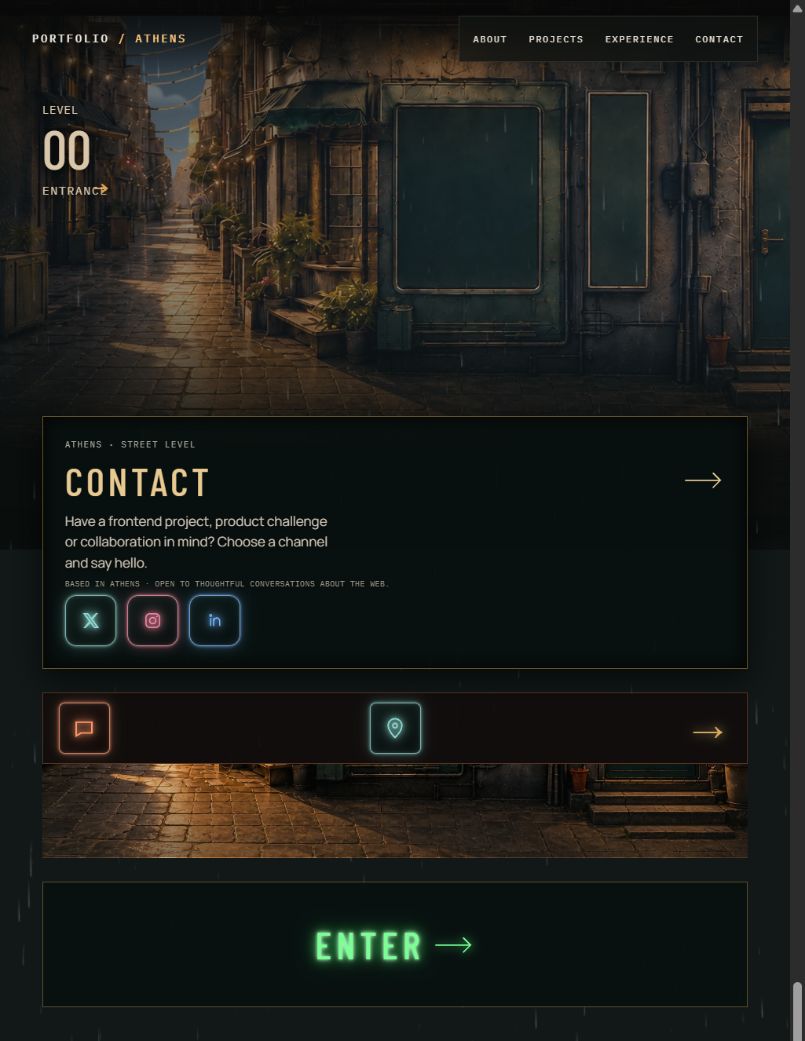 PORTFOLIO / ATHENS
ABOUT PROJECTS EXPERIENCE CONTACT
LEVEL
00
ENTRANCE
ATHENS · STREET LEVEL
CONTACT
Have a frontend project, product challenge
or collaboration in mind? Choose a channel
and say hello.
BASED IN ATHENS · OPEN TO THOUGHTFUL CONVERSATIONS ABOUT THE WEB.
X
in
ENTER